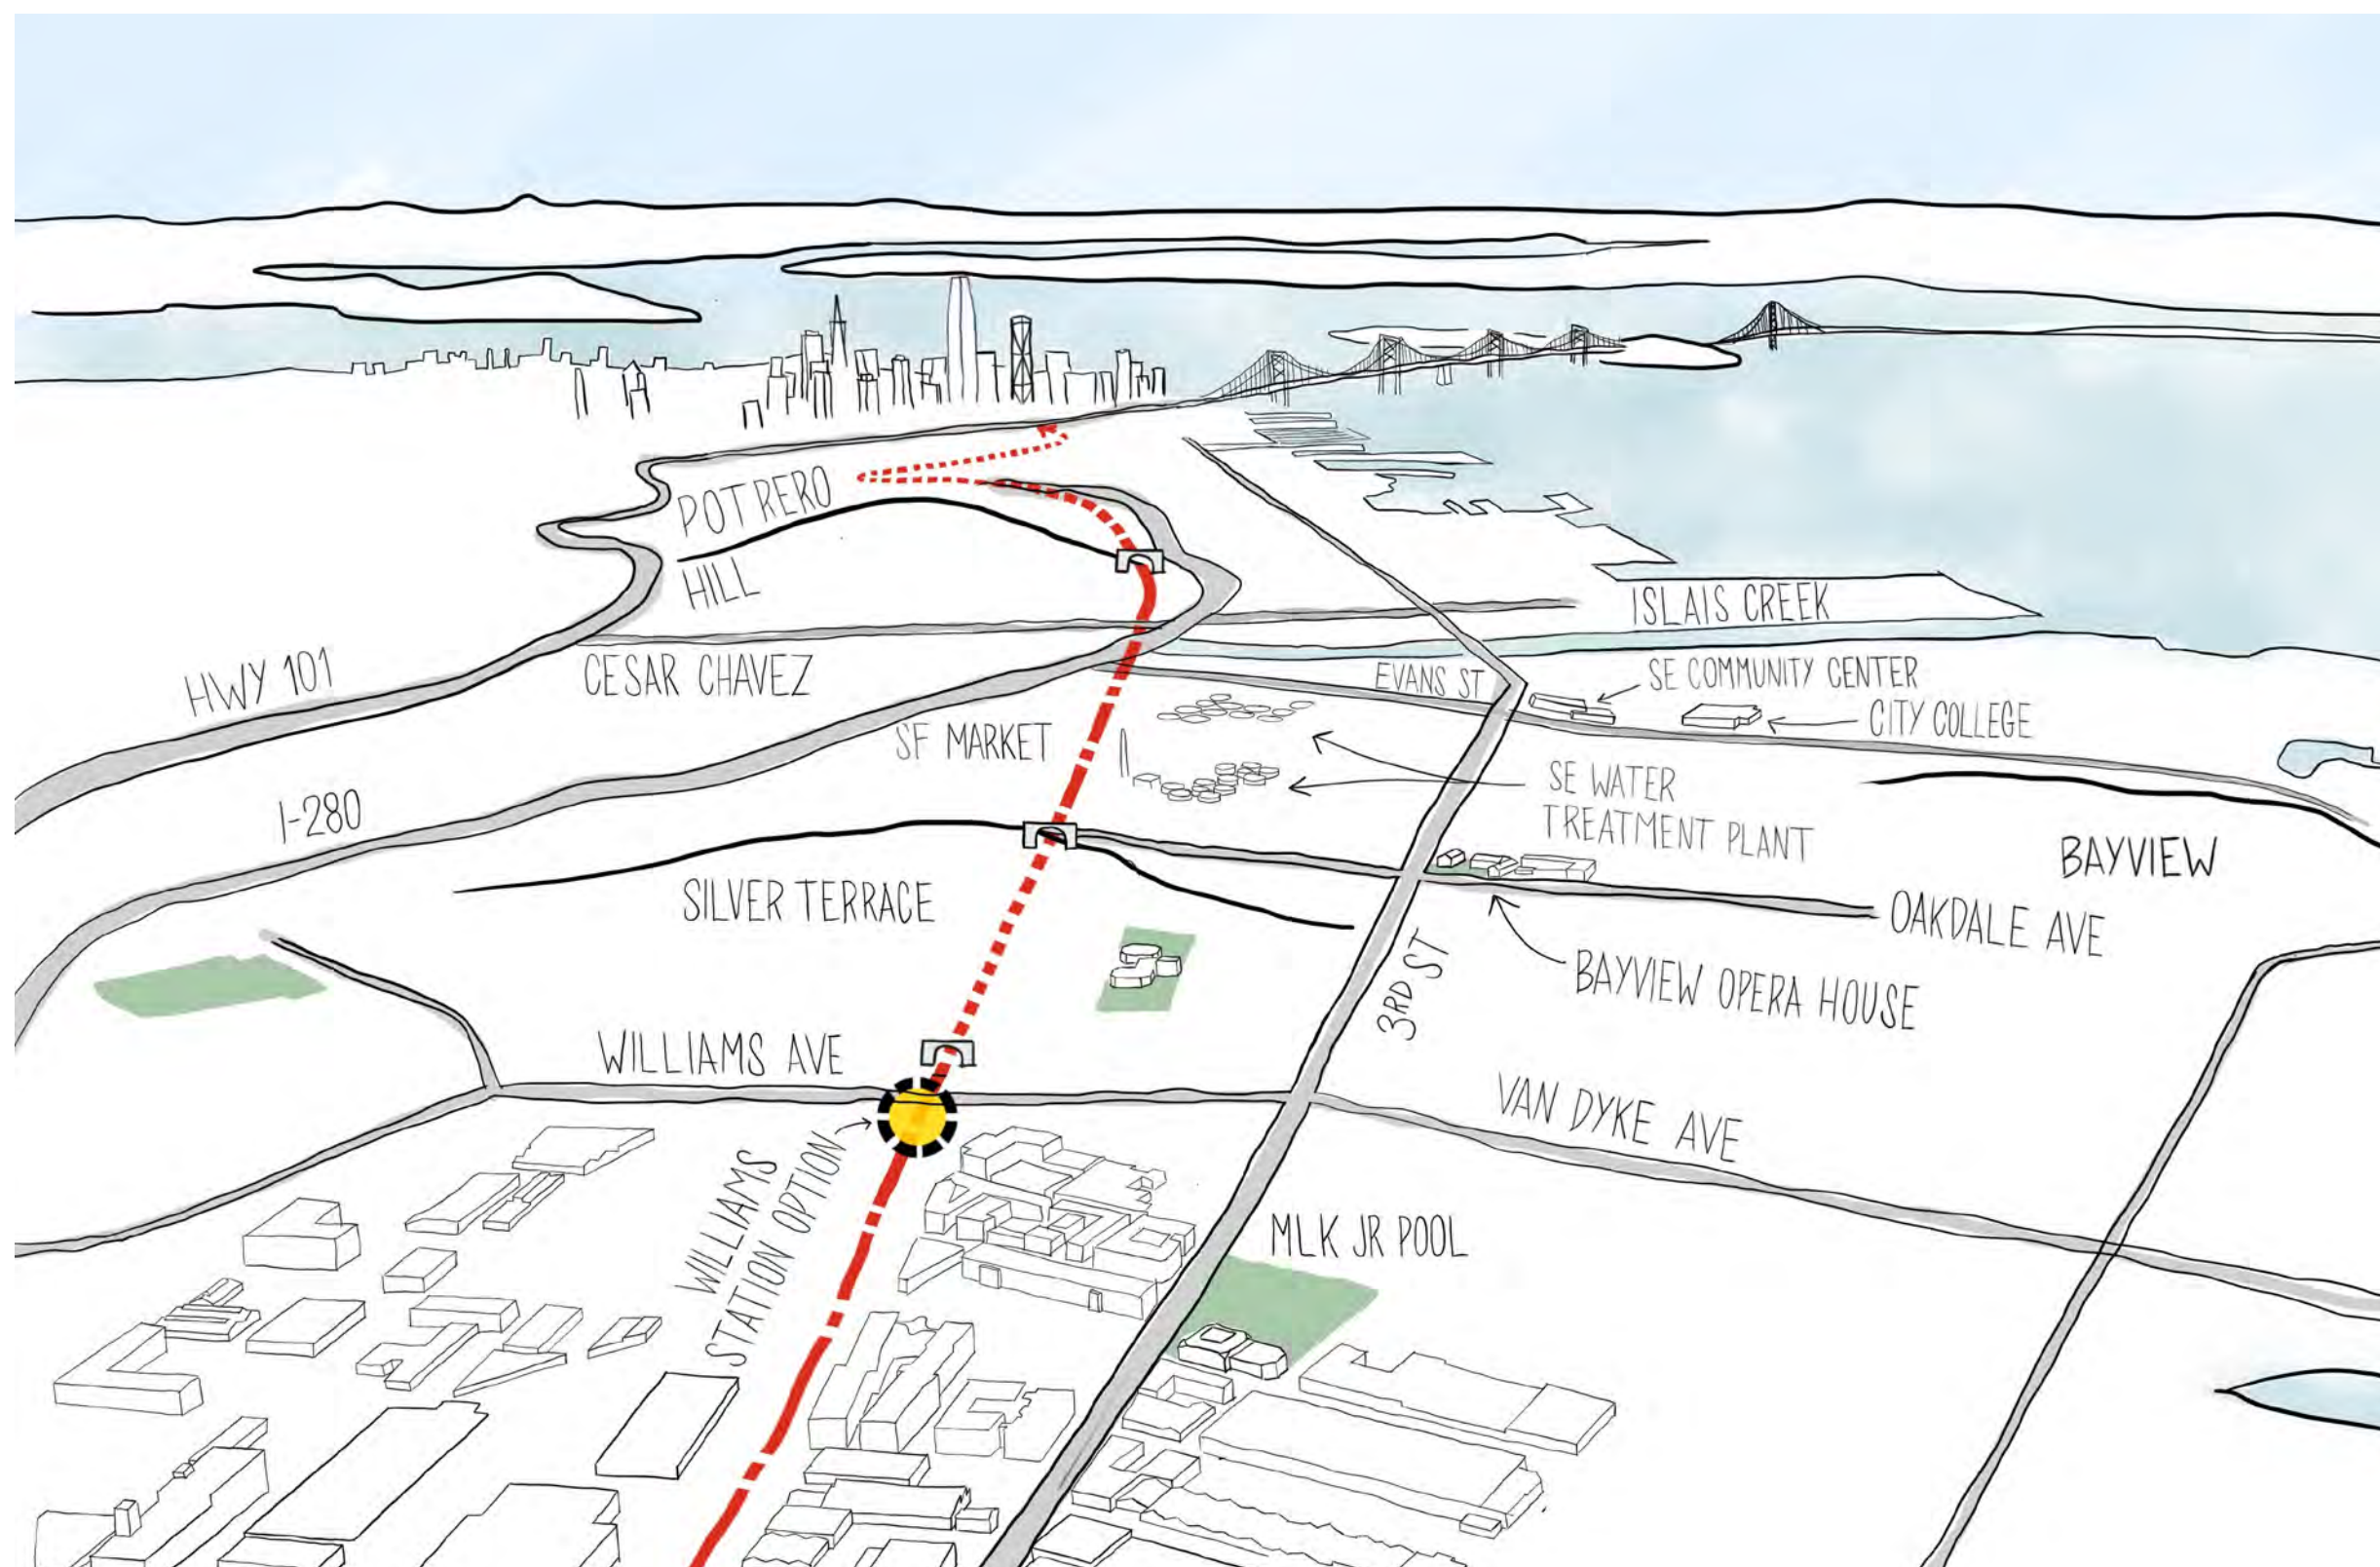 POTRERO
HILL
HWY 101
CESAR CHAVEZ
ISLAIS CREEK
EVANS ST
SE COMMUNITY CENTER
CITY COLLEGE
SF MARKET
I-280
SE WATER
TREATMENT PLANT
BAYVIEW
SILVER TERRACE
OAKDALE AVE
BAYVIEW OPERA HOUSE
3RD ST
WILLIAMS AVE
VAN DYKE AVE
WILLIAMS
STATION OPTION
MLK JR POOL